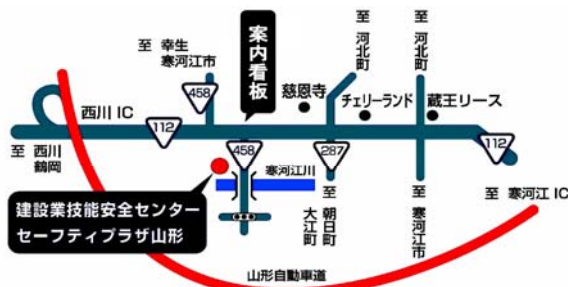 案内看板
至 幸生
寒河江市
至 河北町
至 河北町
458
慈恩寺
チェリーランド
蔵王リース
西川 IC
112
至 西川
鶴岡
458
287
112
寒河江川
至 朝日町
大江町
至 寒河江市
至 寒河江 IC
建設業技能安全センター
セーフティプラザ山形
山形自動車道